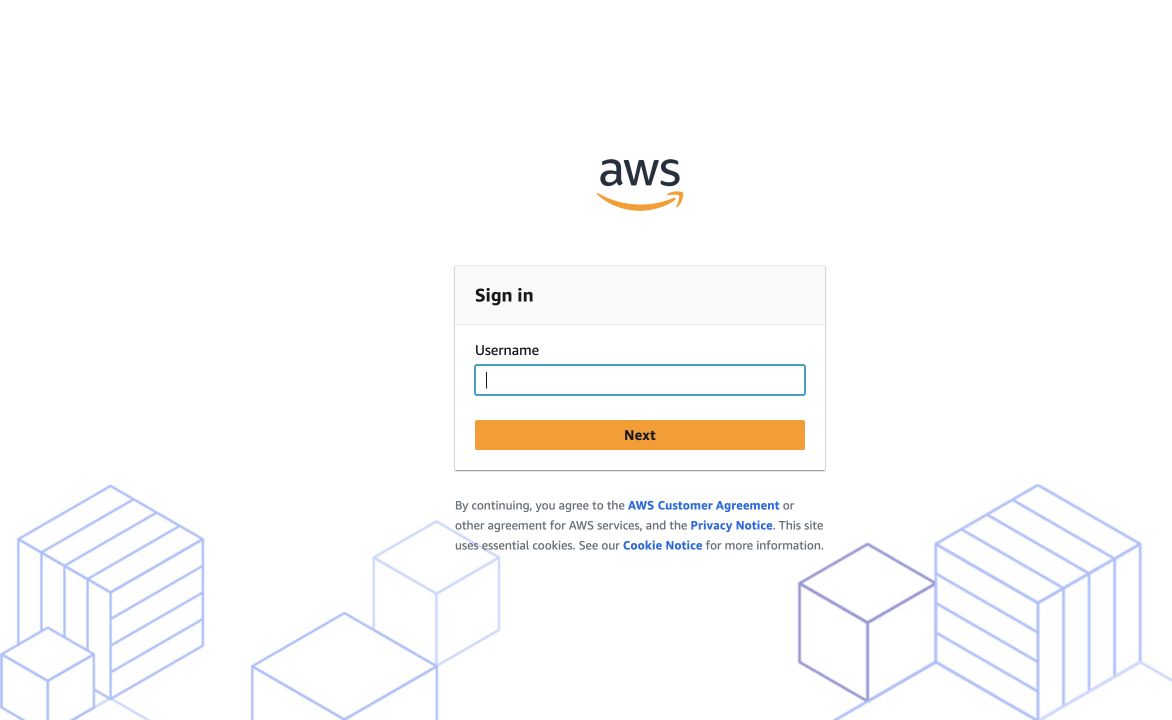 aws
Sign in
Username
Next
By continuing, you agree to the AWS Customer Agreement or
other agreement for AWS services, and the Privacy Notice. This site
uses essential cookies. See our Cookie Notice for more information.